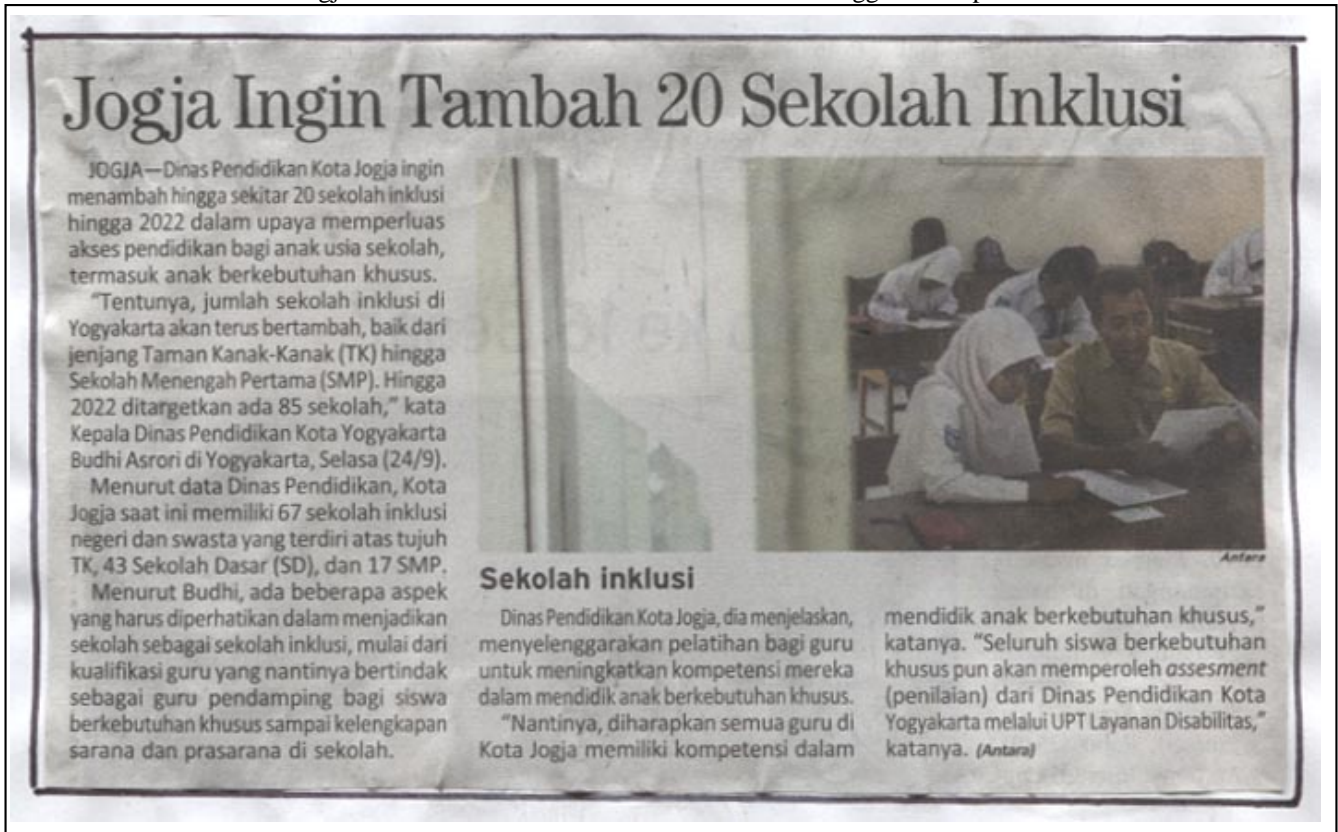 Jogja Ingin Tambah 20 Sekolah Inklusi
JOGJA—Dinas Pendidikan Kota Jogja ingin
menambah hingga sekitar 20 sekolah inklusi
hingga 2022 dalam upaya memperluas
akses pendidikan bagi anak usia sekolah,
termasuk anak berkebutuhan khusus.
"Tentunya, jumlah sekolah inklusi di
Yogyakarta akan terus bertambah, baik dari
jenjang Taman Kanak-Kanak (TK) hingga
Sekolah Menengah Pertama (SMP). Hingga
2022 ditargetkan ada 85 sekolah," kata
Kepala Dinas Pendidikan Kota Yogyakarta
Budhi Asrori di Yogyakarta, Selasa (24/9).
Menurut data Dinas Pendidikan, Kota
Jogja saat ini memiliki 67 sekolah inklusi
negeri dan swasta yang terdiri atas tujuh
TK, 43 Sekolah Dasar (SD), dan 17 SMP.
Menurut Budhi, ada beberapa aspek
yang harus diperhatikan dalam menjadikan
sekolah sebagai sekolah inklusi, mulai dari
kualifikasi guru yang nantinya bertindak
sebagai guru pendamping bagi siswa
berkebutuhan khusus sampai kelengkapan
sarana dan prasarana di sekolah.
Antara
Sekolah inklusi
Dinas Pendidikan Kota Jogja, dia menjelaskan,
menyelenggarakan pelatihan bagi guru
untuk meningkatkan kompetensi mereka
dalam mendidik anak berkebutuhan khusus.
"Nantinya, diharapkan semua guru di
Kota Jogja memiliki kompetensi dalam
mendidik anak berkebutuhan khusus,"
katanya. "Seluruh siswa berkebutuhan
khusus pun akan memperoleh assesment
(penilaian) dari Dinas Pendidikan Kota
Yogyakarta melalui UPT Layanan Disabilitas,"
katanya. (Antara)